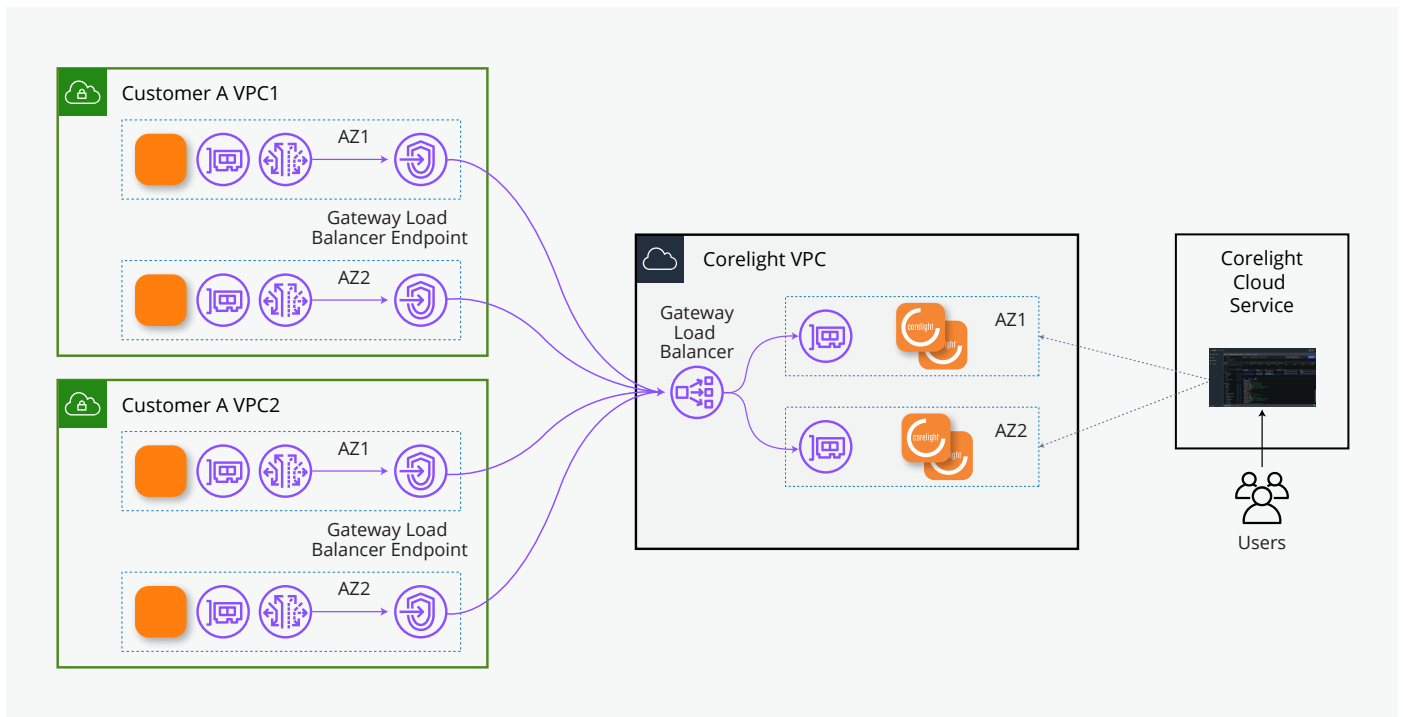 Customer A VPC1
AZ1
Gateway Load
Balancer Endpoint
AZ2
Customer A VPC2
AZ1
Gateway Load
Balancer Endpoint
AZ2
Corelight VPC
Gateway
Load
Balancer
AZ1
corelight
AZ2
corelight
Corelight
Cloud
Service
Users